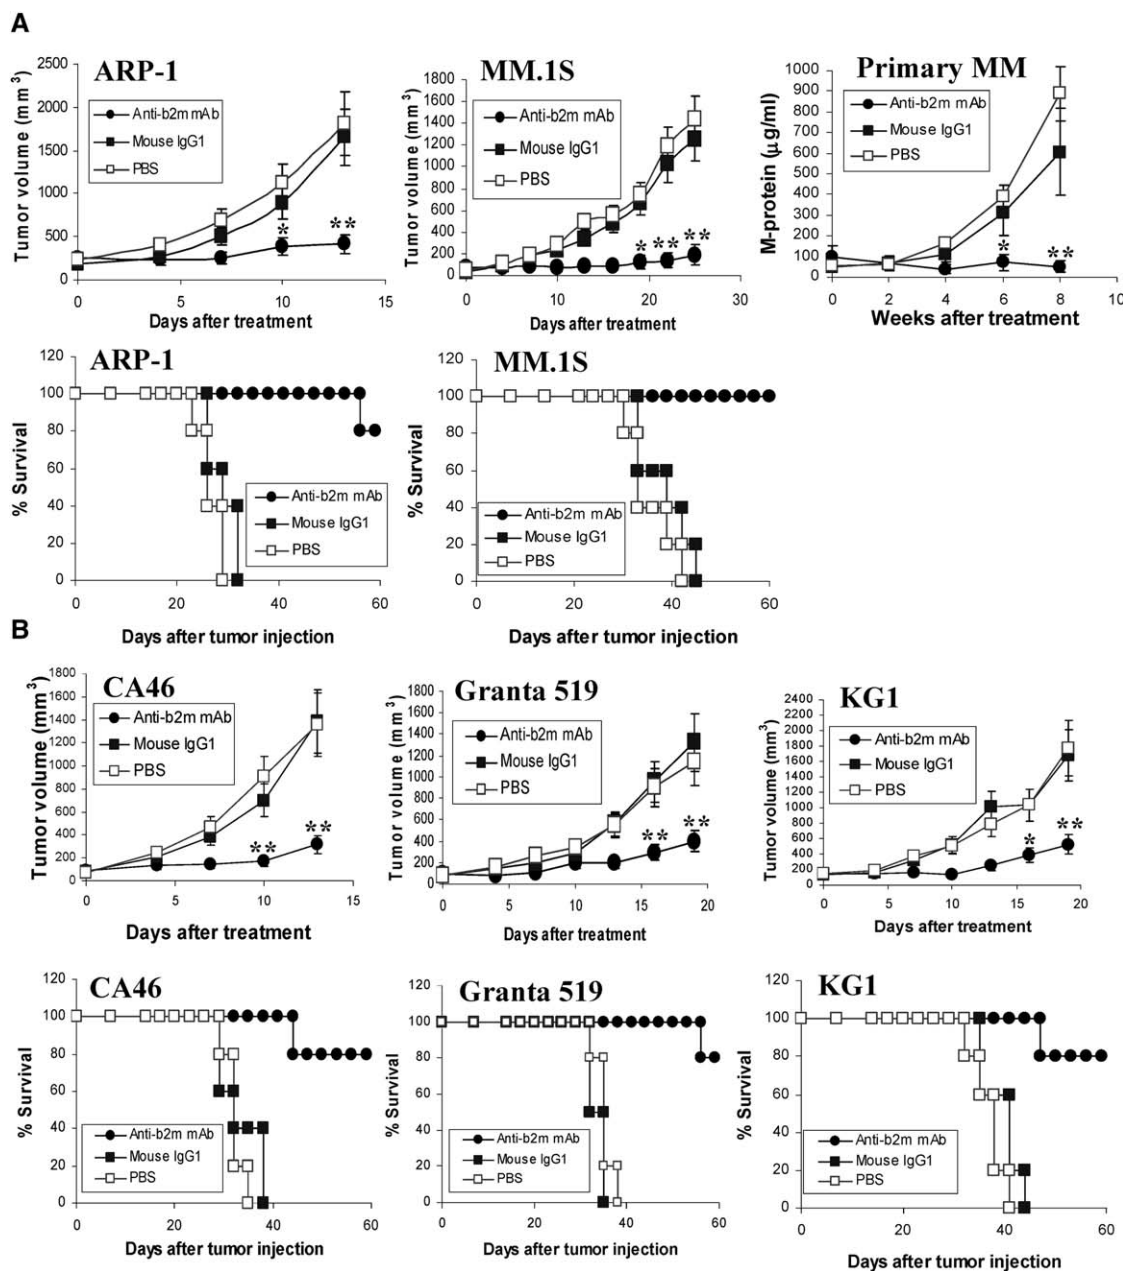 A
ARP-1
Tumor volume (mm³)
2500
2000
1500
1000
500
0
Anti-b2m mAb
Mouse IgG1
PBS
*
**
0 5 10 15
Days after treatment
MM.1S
Tumor volume (mm³)
1800
1600
1400
1200
1000
800
600
400
200
0
Anti-b2m mAb
Mouse IgG1
PBS
* ** **
0 10 20 30
Days after treatment
Primary MM
M-protein (μg/ml)
1000
900
800
700
600
500
400
300
200
100
0
Anti-b2m mAb
Mouse IgG1
PBS
*
**
0 2 4 6 8 10
Weeks after treatment
ARP-1
% Survival
120
100
80
60
40
20
0
Anti-b2m mAb
Mouse IgG1
PBS
0 20 40 60
Days after tumor injection
MM.1S
% Survival
120
100
80
60
40
20
0
Anti-b2m mAb
Mouse IgG1
PBS
0 20 40 60
Days after tumor injection
B
CA46
Tumor volume (mm³)
1800
1600
1400
1200
1000
800
600
400
200
0
Anti-b2m mAb
Mouse IgG1
PBS
** **
0 5 10 15
Days after treatment
Granta 519
Tumor volume (mm³)
1800
1600
1400
1200
1000
800
600
400
200
0
Anti-b2m mAb
Mouse IgG1
PBS
** **
0 5 10 15 20
Days after treatment
KG1
Tumor volume (mm³)
2400
2200
2000
1800
1600
1400
1200
1000
800
600
400
200
0
Anti-b2m mAb
Mouse IgG1
PBS
* **
0 5 10 15 20
Days after treatment
CA46
% Survival
120
100
80
60
40
20
0
Anti-b2m mAb
Mouse IgG1
PBS
0 20 40 60
Days after tumor injection
Granta 519
% Survival
120
100
80
60
40
20
0
Anti-b2m mAb
Mouse IgG1
PBS
0 20 40 60
Days after tumor injection
KG1
% Survival
120
100
80
60
40
20
0
Anti-b2m mAb
Mouse IgG1
PBS
0 20 40 60
Days after tumor injection